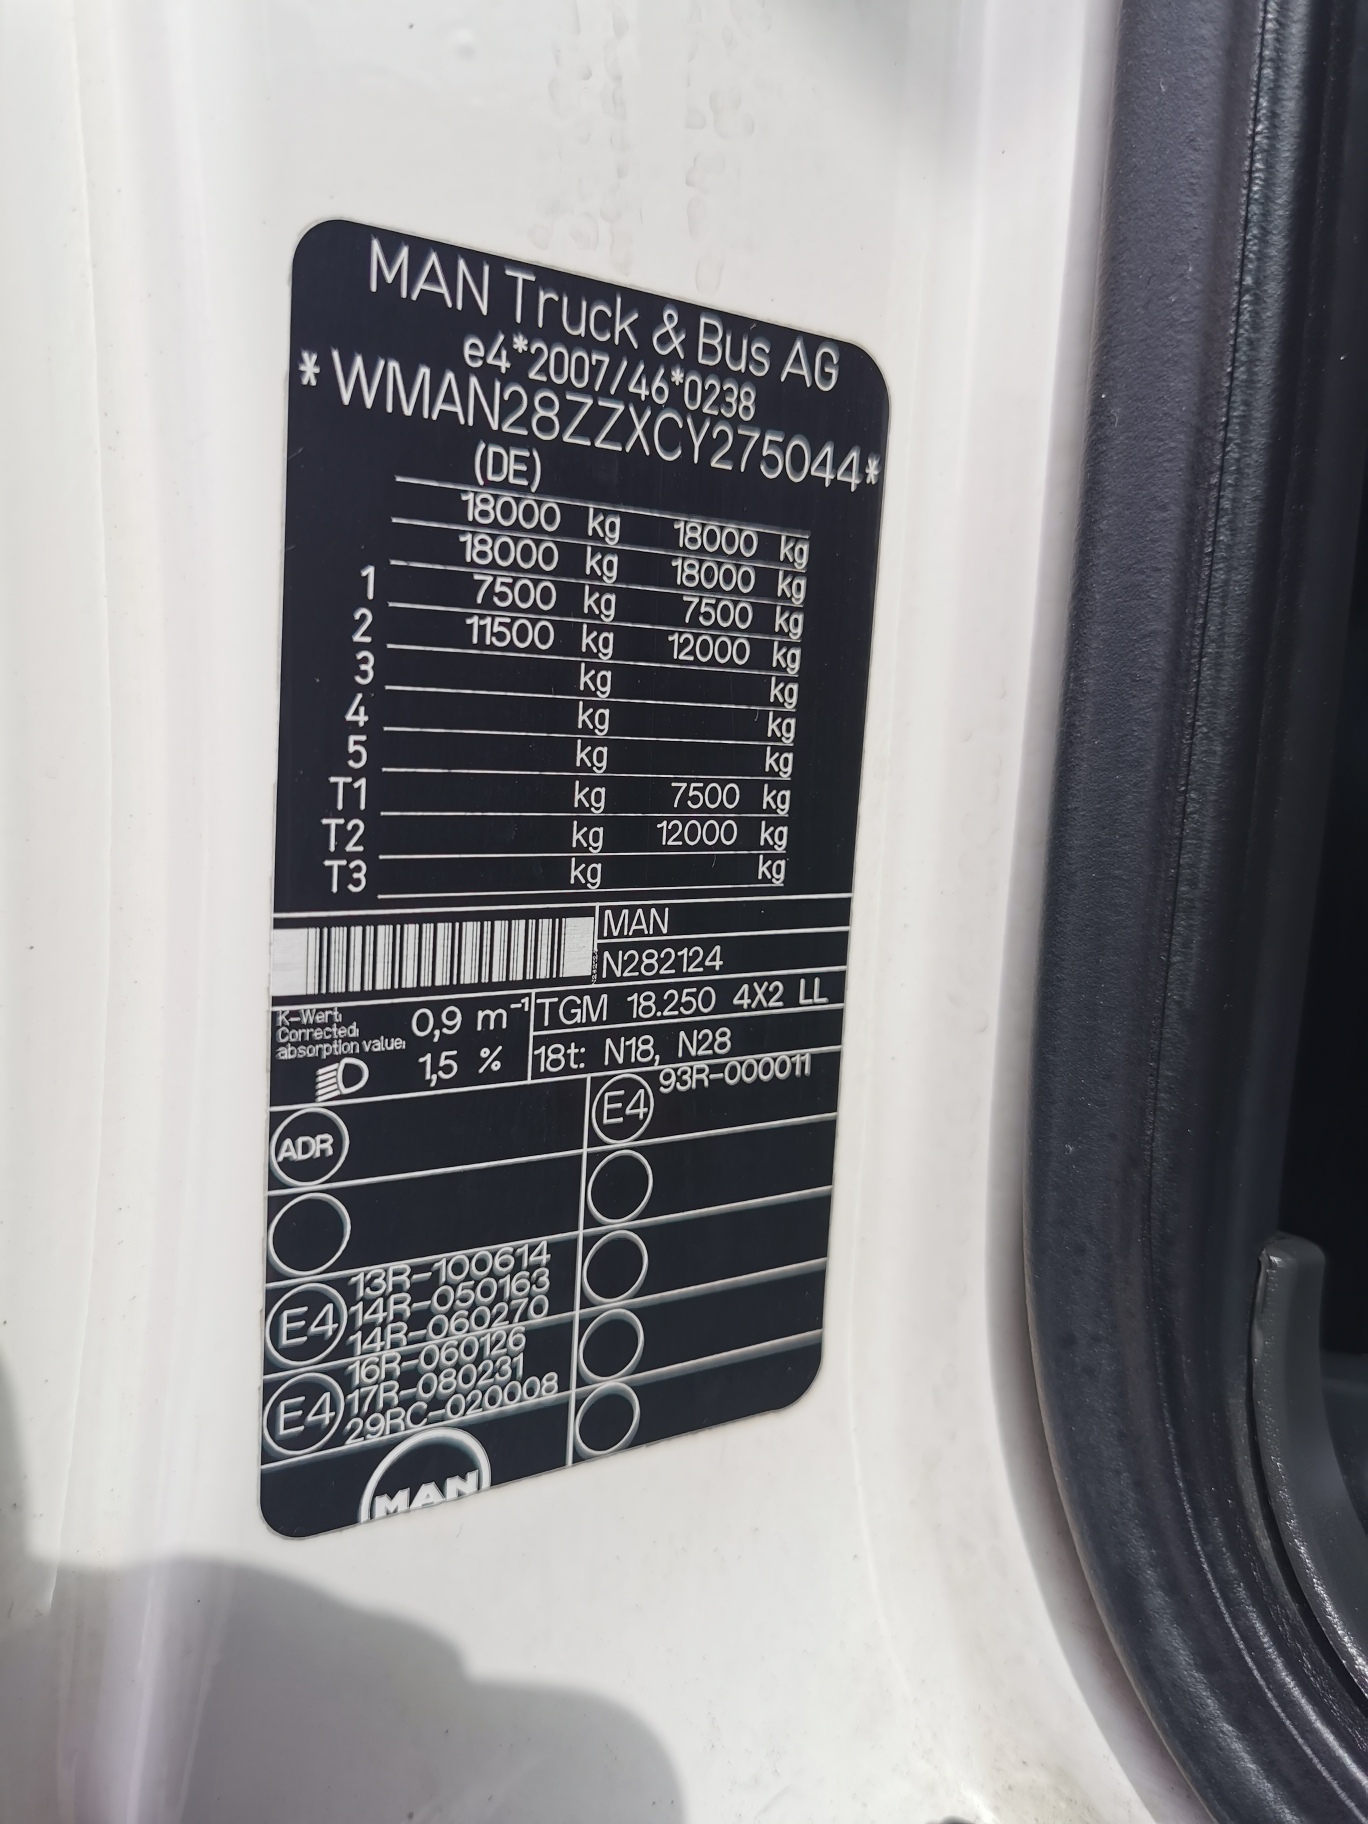 MAN Truck & Bus AG
e4*2007/46*0238
*WMAN28ZZXCY275044*
(DE)
18000 kg 18000 kg
18000 kg 18000 kg
1 7500 kg 7500 kg
2 11500 kg 12000 kg
3 kg kg
4 kg kg
5 kg kg
T1 kg 7500 kg
T2 kg 12000 kg
T3 kg kg
MAN
N282124
K-Wert,
Corrected,
absorption value:
0,9 m⁻¹
TGM 18.250 4X2 LL
1,5 %
18t: N18, N28
ADR
E4 93R-000011
E4
13R-100614
14R-050163
14R-060270
E4
16R-060126
17R-080231
29RC-020008
MAN